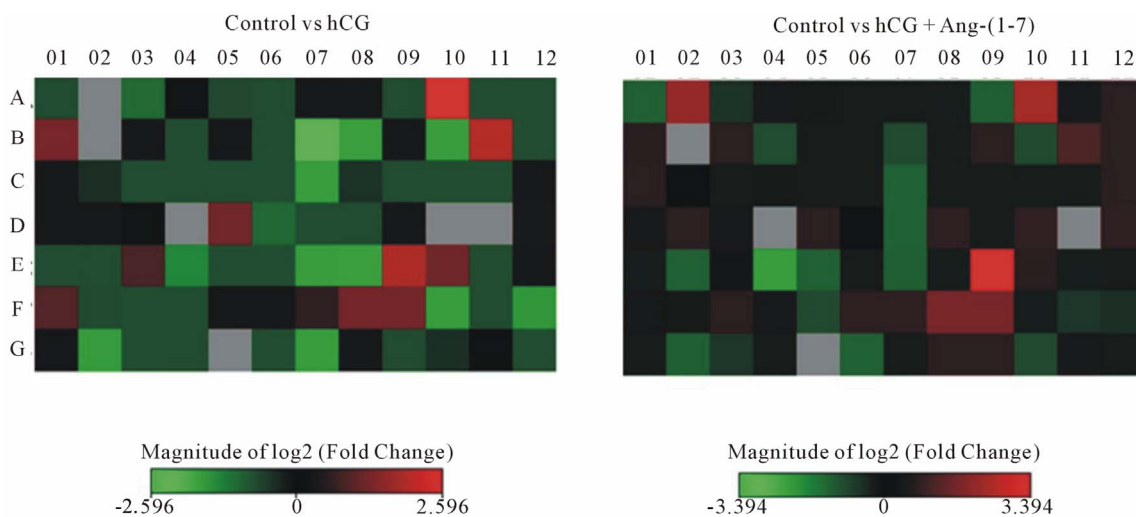 Control vs hCG
01 02 03 04 05 06 07 08 09 10 11 12
A
B
C
D
E
F
G
Magnitude of log2 (Fold Change)
-2.596 0 2.596
Control vs hCG + Ang-(1-7)
01 02 03 04 05 06 07 08 09 10 11 12
Magnitude of log2 (Fold Change)
-3.394 0 3.394